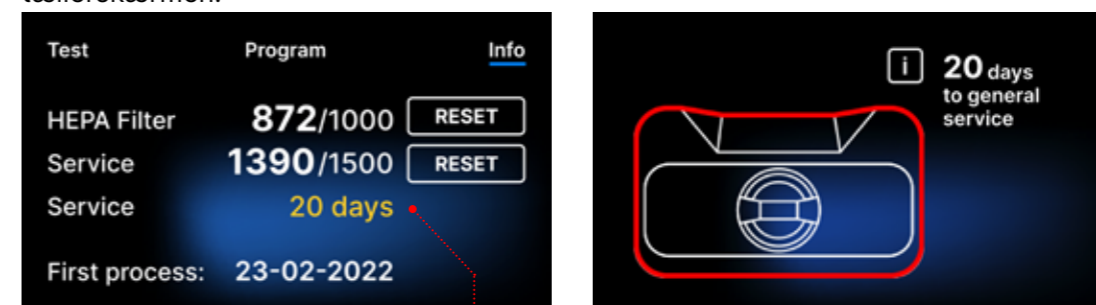 Test Program Info
HEPA Filter 872/1000 RESET
Service 1390/1500 RESET
Service 20 days
First process: 23-02-2022
i 20 days
to general
service